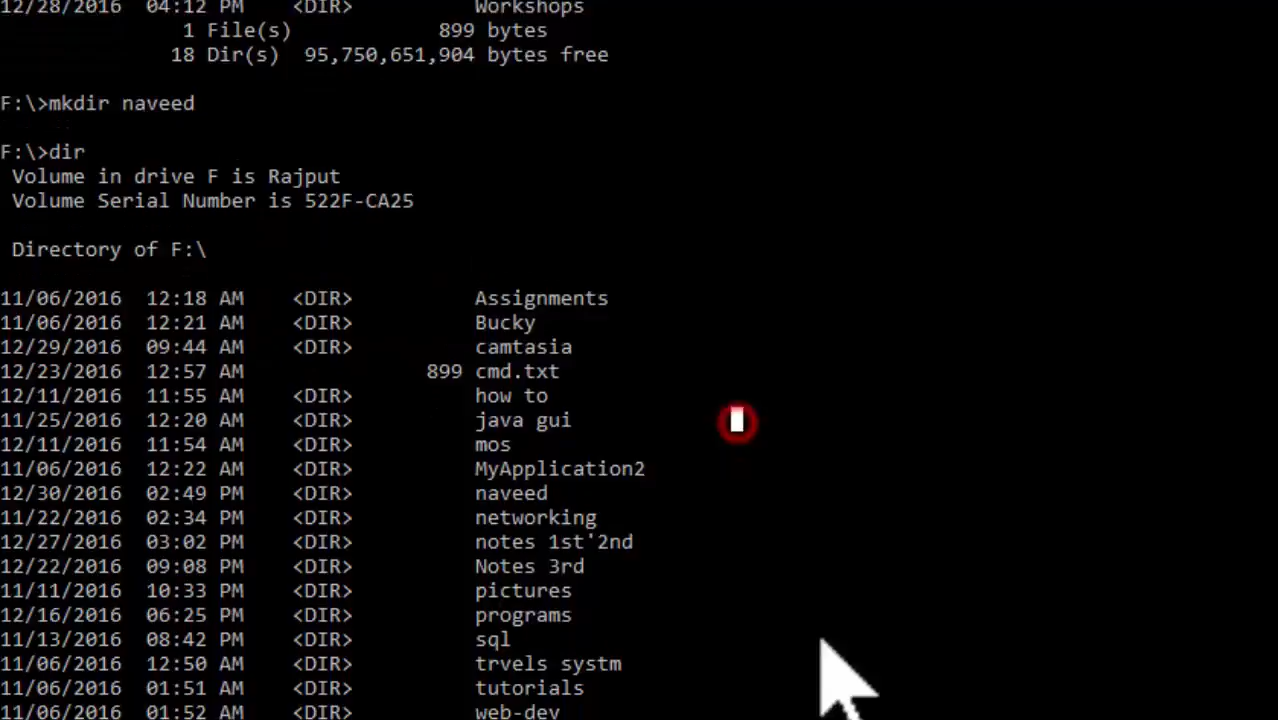 12/28/2016  04:12 PM    <DIR>          Workshops
               1 File(s)            899 bytes
              18 Dir(s)  95,750,651,904 bytes free
F:\>mkdir naveed
F:\>dir
 Volume in drive F is Rajput
 Volume Serial Number is 522F-CA25
 Directory of F:\
11/06/2016  12:18 AM    <DIR>          Assignments
11/06/2016  12:21 AM    <DIR>          Bucky
12/29/2016  09:44 AM    <DIR>          camtasia
12/23/2016  12:57 AM               899 cmd.txt
12/11/2016  11:55 AM    <DIR>          how to
11/25/2016  12:20 AM    <DIR>          java gui
12/11/2016  11:54 AM    <DIR>          mos
11/06/2016  12:22 AM    <DIR>          MyApplication2
12/30/2016  02:49 PM    <DIR>          naveed
11/22/2016  02:34 PM    <DIR>          networking
12/27/2016  03:02 PM    <DIR>          notes 1st'2nd
12/22/2016  09:08 PM    <DIR>          Notes 3rd
11/11/2016  10:33 PM    <DIR>          pictures
12/16/2016  06:25 PM    <DIR>          programs
11/13/2016  08:42 PM    <DIR>          sql
11/06/2016  12:50 AM    <DIR>          trvels systm
11/06/2016  01:51 AM    <DIR>          tutorials
11/06/2016  01:52 AM    <DIR>          web-dev